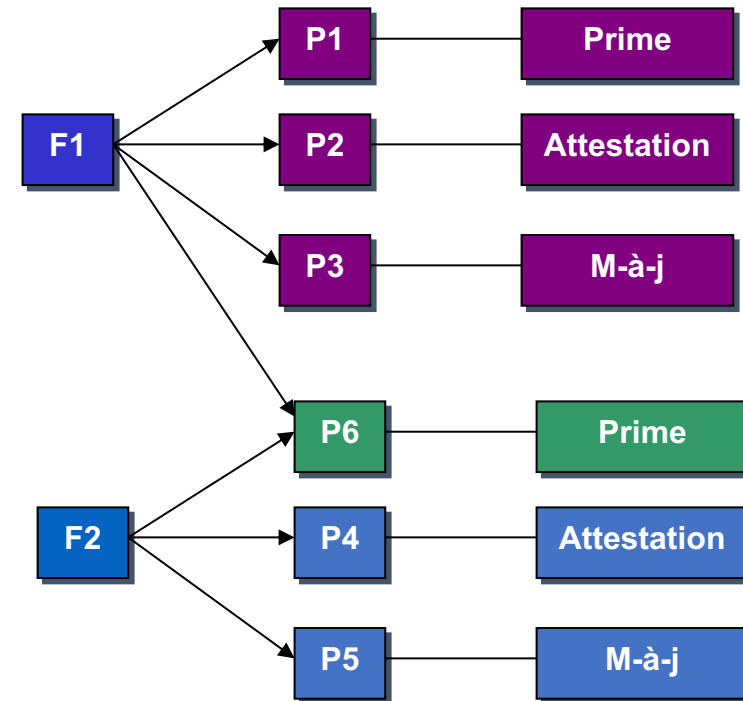 P1 Prime
F1 P2 Attestation
P3 M-à-j
P6 Prime
F2 P4 Attestation
P5 M-à-j